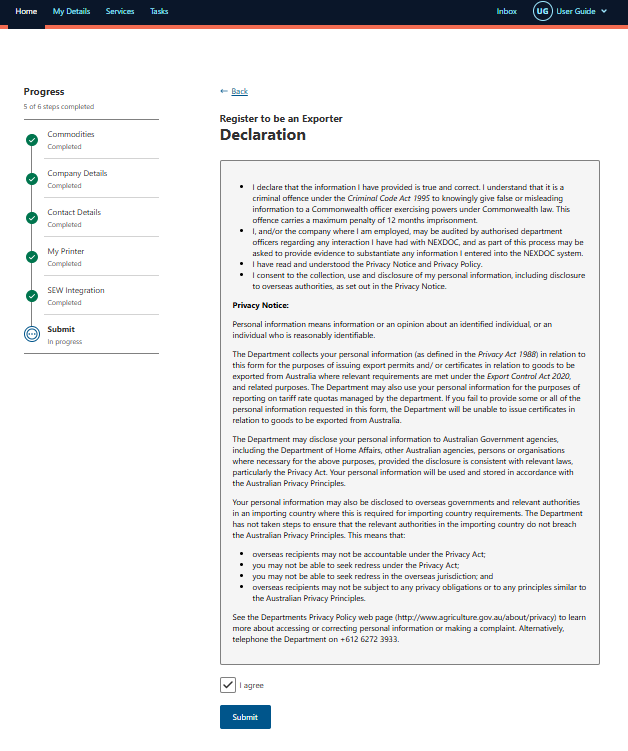 Home My Details Services Tasks Inbox UG User Guide
Progress
5 of 6 steps completed
Commodities
Completed
Company Details
Completed
Contact Details
Completed
My Printer
Completed
SEW Integration
Completed
Submit
In progress
← Back
Register to be an Exporter
Declaration
• I declare that the information I have provided is true and correct. I understand that it is a
criminal offence under the Criminal Code Act 1995 to knowingly give false or misleading
information to a Commonwealth officer exercising powers under Commonwealth law. This
offence carries a maximum penalty of 12 months imprisonment.
• I, and/or the company where I am employed, may be audited by authorised department
officers regarding any interaction I have had with NEXDOC, and as part of this process may be
asked to provide evidence to substantiate any information I entered into the NEXDOC system.
• I have read and understood the Privacy Notice and Privacy Policy.
• I consent to the collection, use and disclosure of my personal information, including disclosure
to overseas authorities, as set out in the Privacy Notice.
Privacy Notice:
Personal information means information or an opinion about an identified individual, or an
individual who is reasonably identifiable.
The Department collects your personal information (as defined in the Privacy Act 1988) in relation to
this form for the purposes of issuing export permits and/ or certificates in relation to goods to be
exported from Australia where relevant requirements are met under the Export Control Act 2020,
and related purposes. The Department may also use your personal information for the purposes of
reporting on tariff rate quotas managed by the department. If you fail to provide some or all of the
personal information requested in this form, the Department will be unable to issue certificates in
relation to goods to be exported from Australia.
The Department may disclose your personal information to Australian Government agencies,
including the Department of Home Affairs, other Australian agencies, persons or organisations
where necessary for the above purposes, provided the disclosure is consistent with relevant laws,
particularly the Privacy Act. Your personal information will be used and stored in accordance with
the Australian Privacy Principles.
Your personal information may also be disclosed to overseas governments and relevant authorities
in an importing country where this is required for importing country requirements. The Department
has not taken steps to ensure that the relevant authorities in the importing country do not breach
the Australian Privacy Principles. This means that:
• overseas recipients may not be accountable under the Privacy Act;
• you may not be able to seek redress under the Privacy Act;
• you may not be able to seek redress in the overseas jurisdiction; and
• overseas recipients may not be subject to any privacy obligations or to any principles similar to
the Australian Privacy Principles.
See the Departments Privacy Policy web page (http://www.agriculture.gov.au/about/privacy) to learn
more about accessing or correcting personal information or making a complaint. Alternatively,
telephone the Department on +612 6272 3933.
I agree
Submit